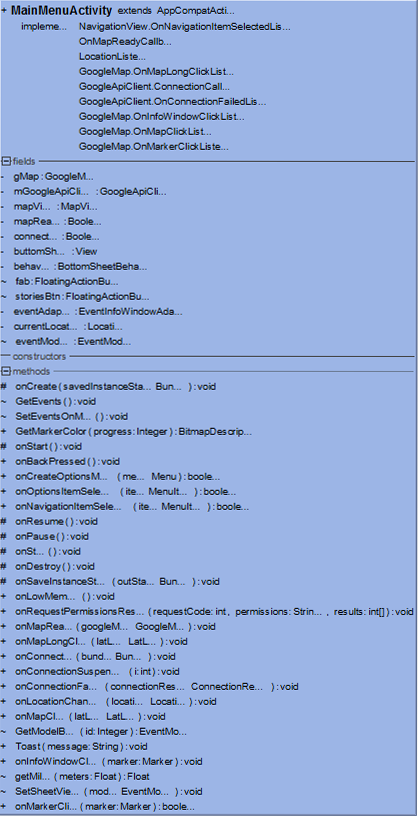 + MainMenuActivity extends AppCompatActi...
impleme... NavigationView.OnNavigationItemSelectedLis...
OnMapReadyCallb...
LocationListe...
GoogleMap.OnMapLongClickList...
GoogleApiClient.ConnectionCall...
GoogleApiClient.OnConnectionFailedLis...
GoogleMap.OnInfoWindowClickList...
GoogleMap.OnMapClickList...
GoogleMap.OnMarkerClickListe...
fields
- gMap : GoogleM...
- mGoogleApiCli... : GoogleApiCli...
- mapVi... : MapVi...
- mapRea... : Boole...
- connect... : Boole...
- buttomSh... : View
- behav... : BottomSheetBeha...
~ fab : FloatingActionBu...
~ storiesBtn : FloatingActionBu...
- eventAdap... : EventInfoWindowAda...
- currentLocat... : Locati...
~ eventMod... : EventMod...
constructors
methods
# onCreate ( savedInstanceSta... Bun... ) : void
~ GetEvents ( ) : void
~ SetEventsOnM... ( ) : void
+ GetMarkerColor ( progress : Integer ) : BitmapDescrip...
# onStart ( ) : void
+ onBackPressed ( ) : void
+ onCreateOptionsM... ( me... Menu ) : boole...
+ onOptionsItemSele... ( ite... MenuIt... ) : boole...
+ onNavigationItemSele... ( ite... MenuIt... ) : boole...
# onResume ( ) : void
# onPause ( ) : void
# onSt... ( ) : void
# onDestroy ( ) : void
# onSaveInstanceSt... ( outSta... Bun... ) : void
+ onLowMem... ( ) : void
+ onRequestPermissionsRes... ( requestCode : int, permissions : Strin... , results : int[] ) : void
+ onMapRea... ( googleM... GoogleM... ) : void
+ onMapLongCl... ( latL... LatL... ) : void
+ onConnect... ( bund... Bun... ) : void
+ onConnectionSuspen... ( i : int ) : void
+ onConnectionFa... ( connectionRes... ConnectionRe... ) : void
+ onLocationChan... ( locati... Locati... ) : void
+ onMapCl... ( latL... LatL... ) : void
~ GetModelB... ( id : Integer ) : EventMo...
+ Toast ( message : String ) : void
+ onInfoWindowCl... ( marker : Marker ) : void
~ getMil... ( meters : Float ) : Float
~ SetSheetVie... ( mod... EventMo... ) : void
+ onMarkerCli... ( marker : Marker ) : boole...